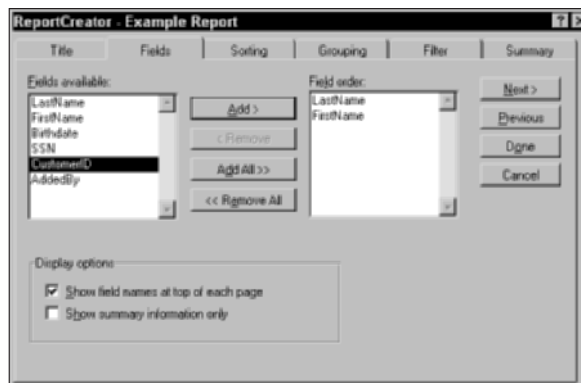 ReportCreator - Example Report
Title Fields Sorting Grouping Filter Summary
Fields available:
LastName
FirstName
Birthdate
SSN
CustomerID
AddedBy
Add >
< Remove
Add All >>
<< Remove All
Field order:
LastName
FirstName
Next >
Previous
Done
Cancel
Display options
Show field names at top of each page
Show summary information only